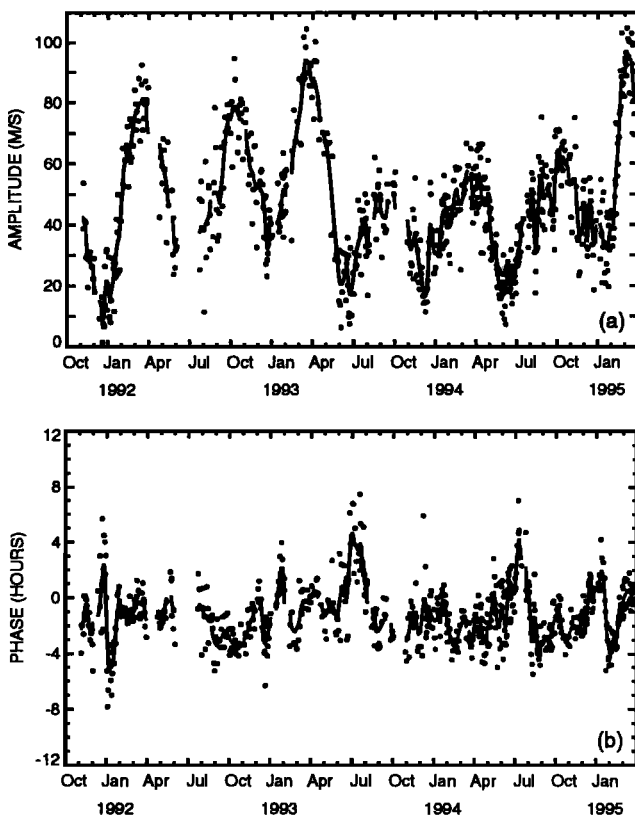 100
80
60
40
20
0
AMPLITUDE (M/S)
(a)
Oct Jan Apr Jul Oct Jan Apr Jul Oct Jan Apr Jul Oct Jan
1992 1993 1994 1995
12
8
4
0
-4
-8
-12
PHASE (HOURS)
(b)
Oct Jan Apr Jul Oct Jan Apr Jul Oct Jan Apr Jul Oct Jan
1992 1993 1994 1995